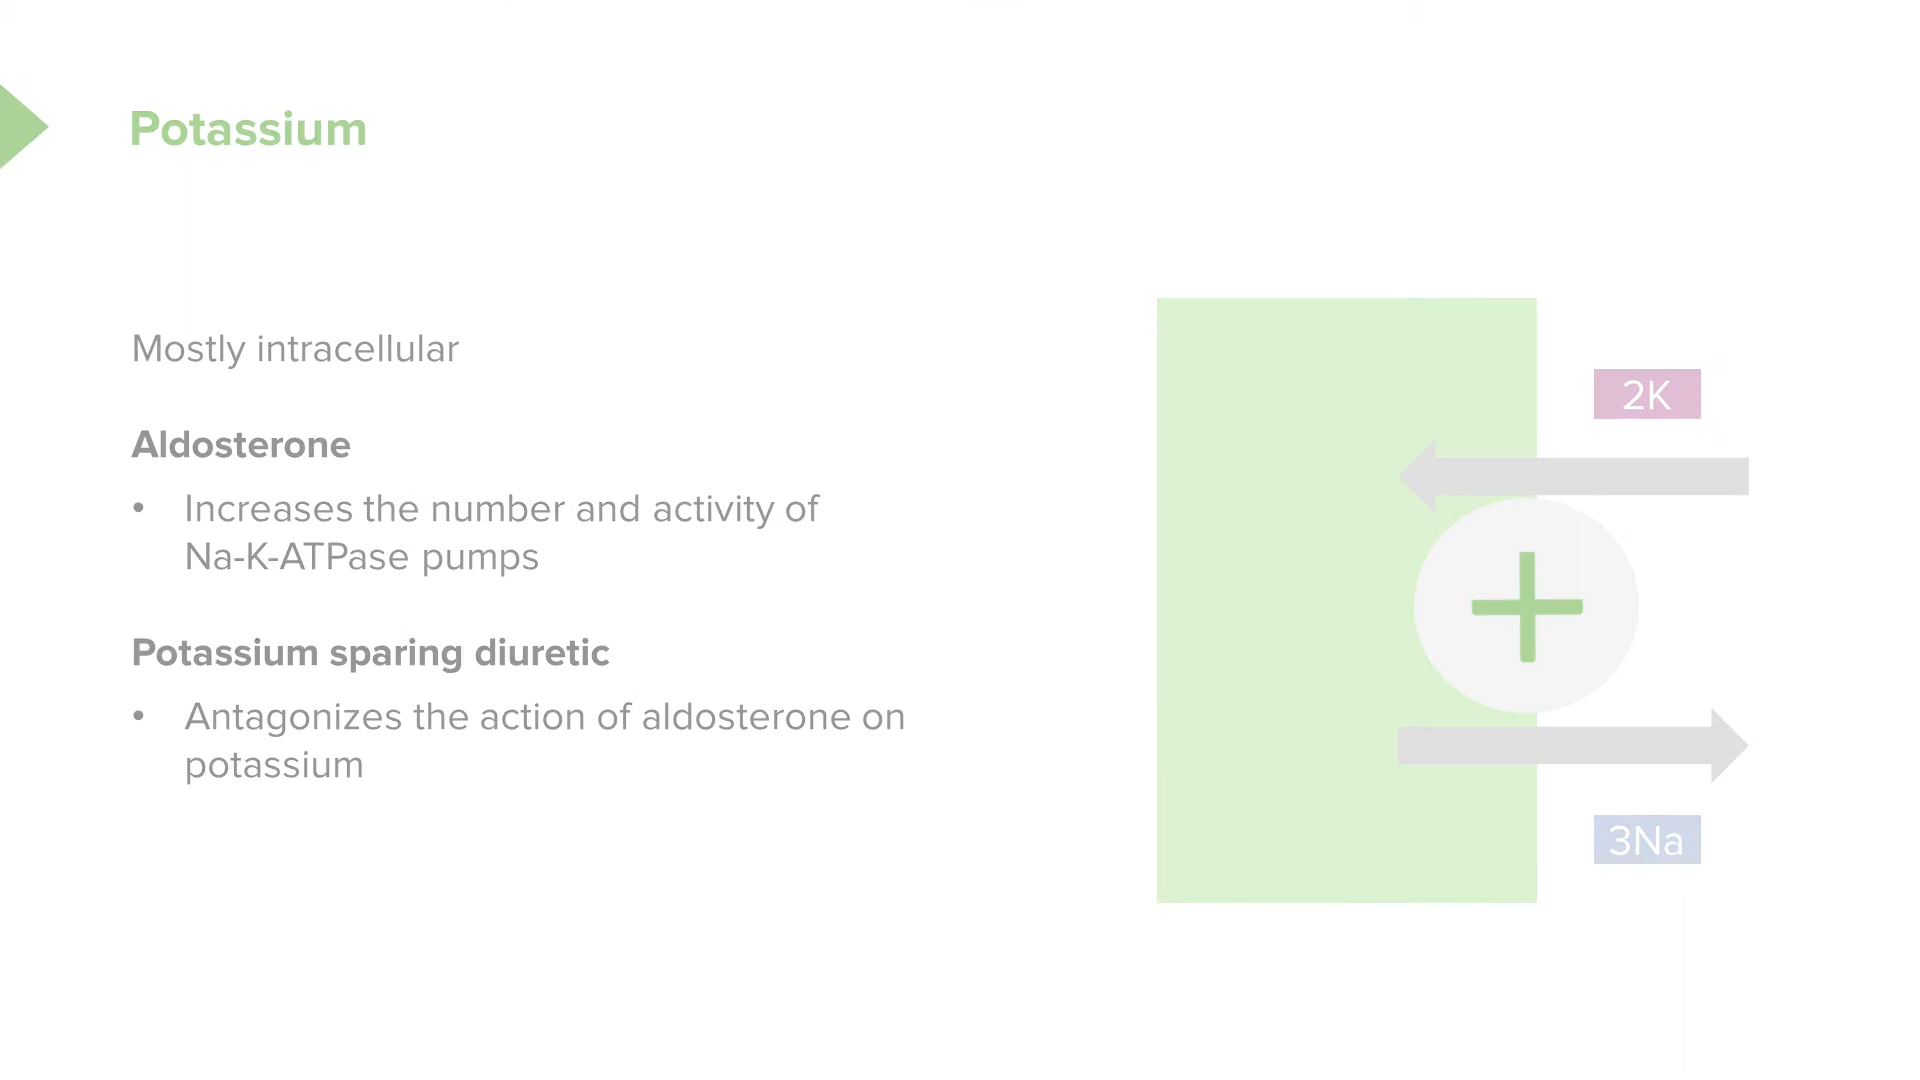 Potassium
Mostly intracellular
Aldosterone
• Increases the number and activity of
Na-K-ATPase pumps
Potassium sparing diuretic
• Antagonizes the action of aldosterone on
potassium
2K
3Na